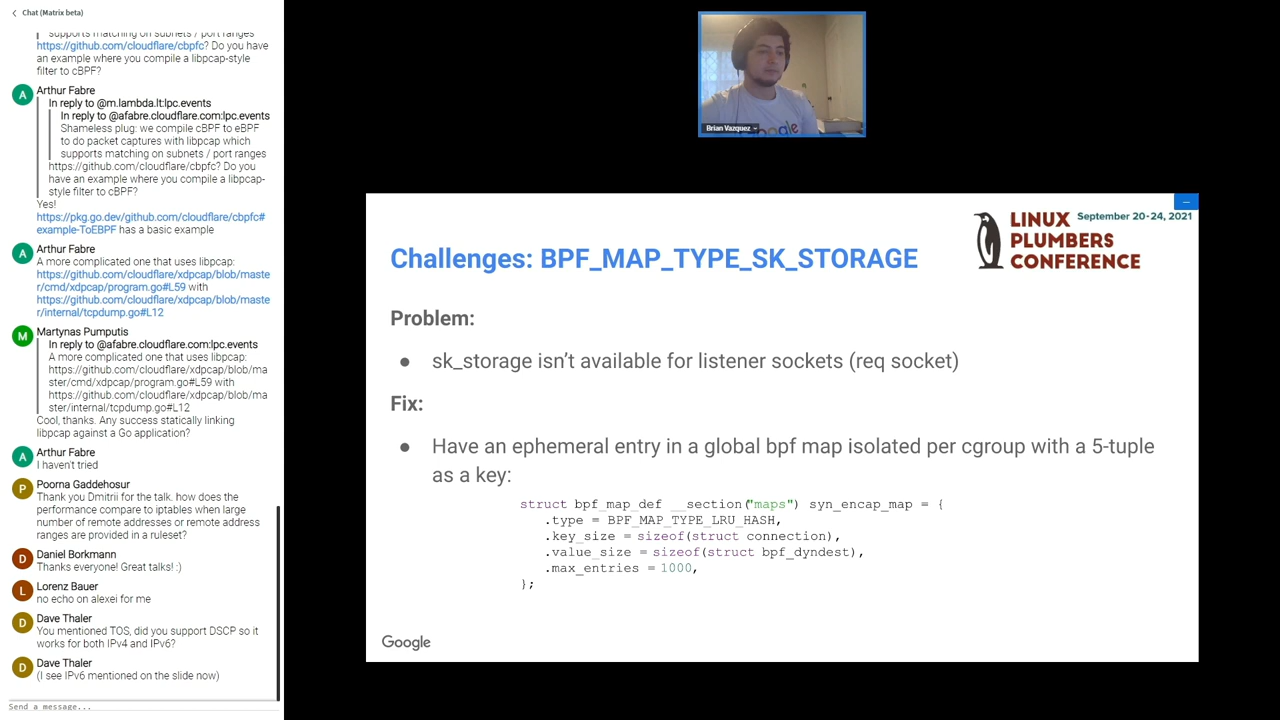 Chat (Matrix beta)
supports matching on subnets / port ranges
https://github.com/cloudflare/cbpfc? Do you have
an example where you compile a libpcap-style
filter to cBPF?
A
Arthur Fabre
In reply to @m.lambda.lt:lpc.events
In reply to @afabre.cloudflare.com:lpc.events
Shameless plug: we compile cBPF to eBPF
to do packet captures with libpcap which
supports matching on subnets / port ranges
https://github.com/cloudflare/cbpfc? Do you
have an example where you compile a libpcap-
style filter to cBPF?
Yes!
https://pkg.go.dev/github.com/cloudflare/cbpfc#
example-ToEBPF has a basic example
A
Arthur Fabre
A more complicated one that uses libpcap:
https://github.com/cloudflare/xdpcap/blob/maste
r/cmd/xdpcap/program.go#L59 with
https://github.com/cloudflare/xdpcap/blob/maste
r/internal/tcpdump.go#L12
M
Martynas Pumputis
In reply to @afabre.cloudflare.com:lpc.events
A more complicated one that uses libpcap:
https://github.com/cloudflare/xdpcap/blob/ma
ster/cmd/xdpcap/program.go#L59 with
https://github.com/cloudflare/xdpcap/blob/ma
ster/internal/tcpdump.go#L12
Cool, thanks. Any success statically linking
libpcap against a Go application?
A
Arthur Fabre
I haven't tried
P
Poorna Gaddehosur
Thank you Dmitrii for the talk. how does the
performance compare to iptables when large
number of remote addresses or remote address
ranges are provided in a ruleset?
D
Daniel Borkmann
Thanks everyone! Great talks! :)
L
Lorenz Bauer
no echo on alexei for me
D
Dave Thaler
You mentioned TOS, did you support DSCP so it
works for both IPv4 and IPv6?
D
Dave Thaler
(I see IPv6 mentioned on the slide now)
Send a message...
Brian Vazquez
Google
LINUX
PLUMBERS
CONFERENCE
September 20-24, 2021
Challenges: BPF_MAP_TYPE_SK_STORAGE
Problem:
● sk_storage isn't available for listener sockets (req socket)
Fix:
● Have an ephemeral entry in a global bpf map isolated per cgroup with a 5-tuple
as a key:
struct bpf_map_def __section("maps") syn_encap_map = {
.type = BPF_MAP_TYPE_LRU_HASH,
.key_size = sizeof(struct connection),
.value_size = sizeof(struct bpf_dyndest),
.max_entries = 1000,
};
Google